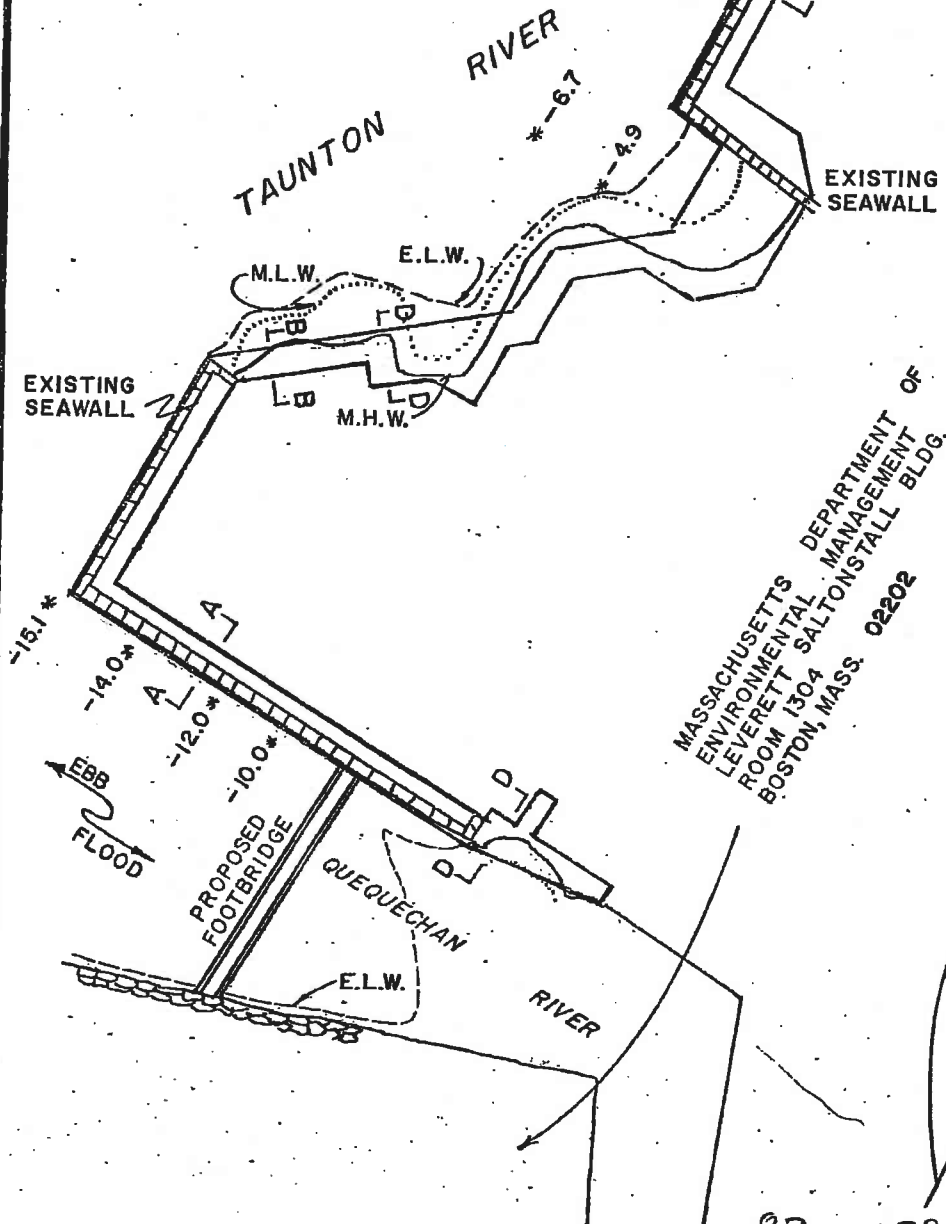 TAUNTON RIVER
* -6.7
* -4.9
EXISTING
SEAWALL
M.L.W.
E.L.W.
B
D
EXISTING
SEAWALL
B
D
M.H.W.
MASSACHUSETTS DEPARTMENT OF
ENVIRONMENTAL MANAGEMENT
LEVERETT SALTONSTALL BLDG.
ROOM 1304
BOSTON, MASS. 02202
-15.1 *
A
-14.0*
A
-12.0*
-10.0*
EBB
FLOOD
PROPOSED
FOOTBRIDGE
D
D
QUEQUECHAN
RIVER
E.L.W.